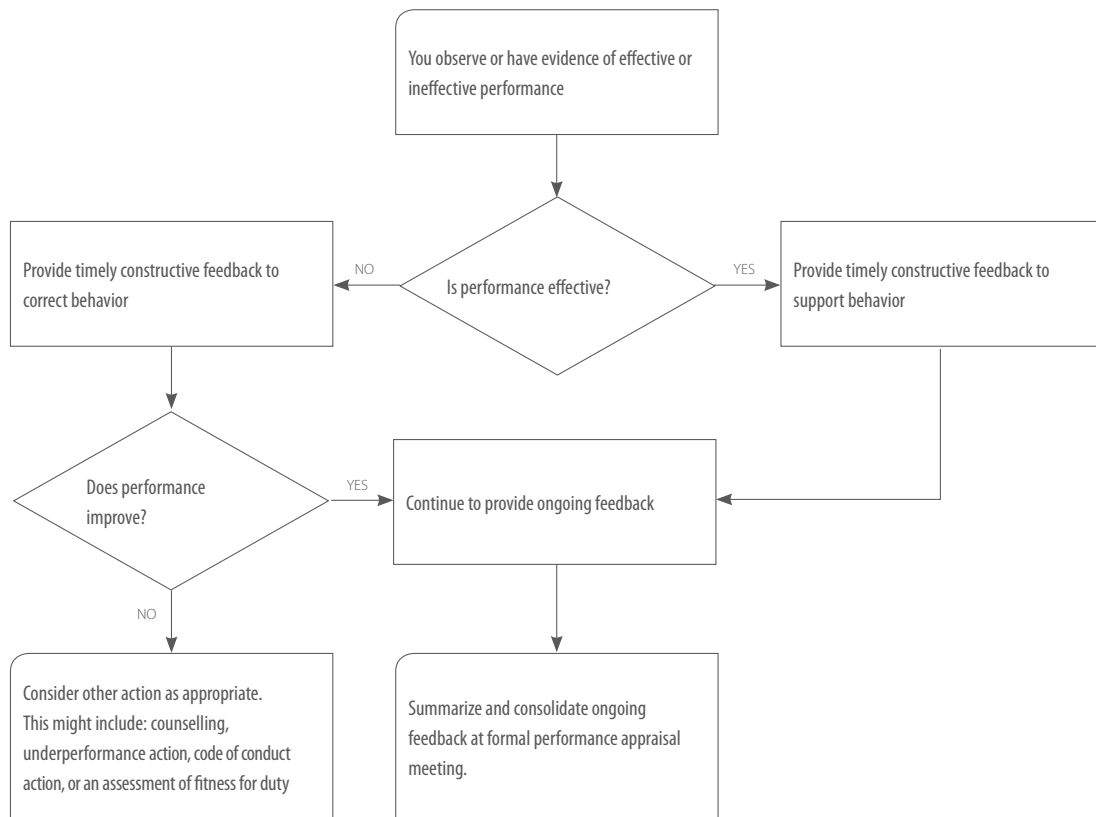 You observe or have evidence of effective or
ineffective performance
Provide timely constructive feedback to
correct behavior
NO
Is performance effective?
YES
Provide timely constructive feedback to
support behavior
Does performance
improve?
YES
Continue to provide ongoing feedback
NO
Consider other action as appropriate.
This might include: counselling,
underperformance action, code of conduct
action, or an assessment of fitness for duty
Summarize and consolidate ongoing
feedback at formal performance appraisal
meeting.